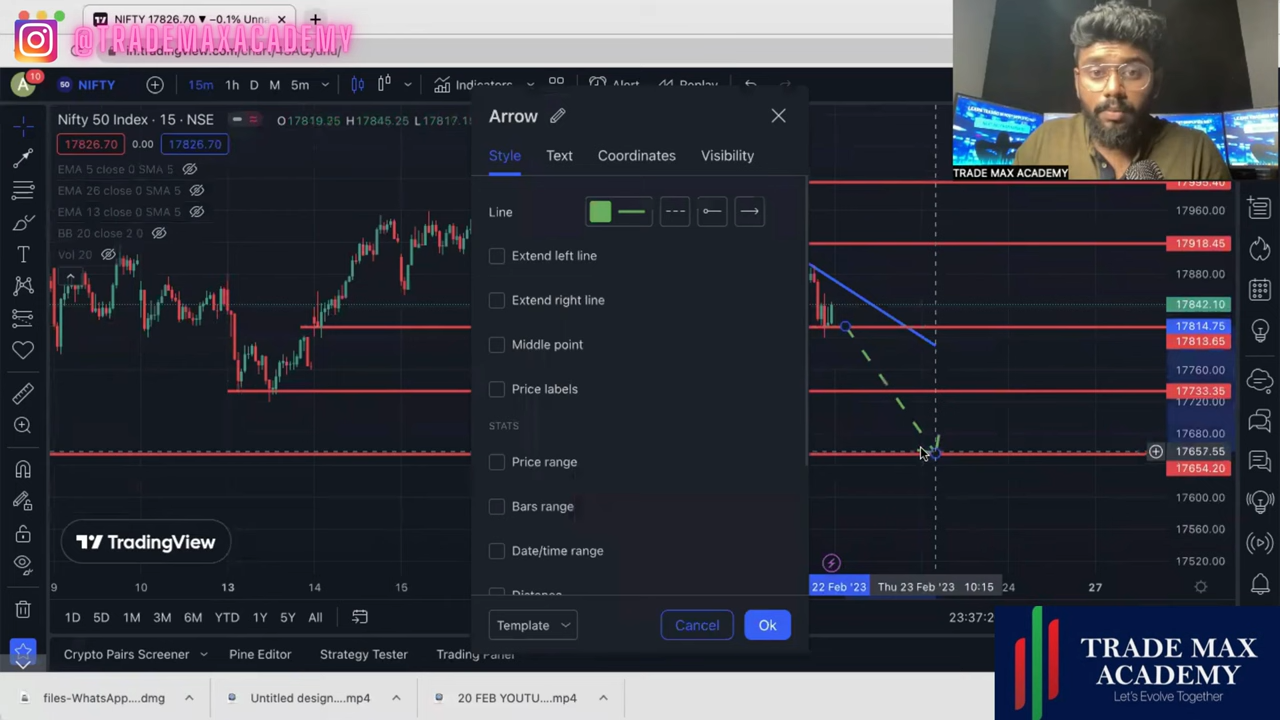 NIFTY 17826.70 ▼ −0.1% Unna
@TRADEMAXACADEMY
A
10
50
NIFTY
15m
1h
D
M
5m
Indicators
Alert
Replay
TRADE MAX ACADEMY
Nifty 50 Index · 15 · NSE
O17819.25 H17845.25
17826.70
0.00
17826.70
EMA 5 close 0 SMA 5
EMA 26 close 0 SMA 5
EMA 13 close 0 SMA 5
BB 20 close 2 0
Vol 20
Arrow
Style
Text
Coordinates
Visibility
Line
Extend left line
Extend right line
Middle point
Price labels
STATS
Price range
Bars range
Date/time range
Distance
Template
Cancel
Ok
17995.40
17960.00
17918.45
17880.00
17842.10
17814.75
17813.65
17760.00
17733.35
17720.00
17680.00
17657.55
17654.20
17600.00
17560.00
17520.00
TradingView
9
10
13
14
15
22 Feb '23
Thu 23 Feb '23
10:15
24
27
1D
5D
1M
3M
6M
YTD
1Y
5Y
All
23:37:2
Crypto Pairs Screener
Pine Editor
Strategy Tester
Trading Panel
files-WhatsApp....dmg
Untitled design....mp4
20 FEB YOUTU....mp4
TRADE MAX
ACADEMY
Let's Evolve Together